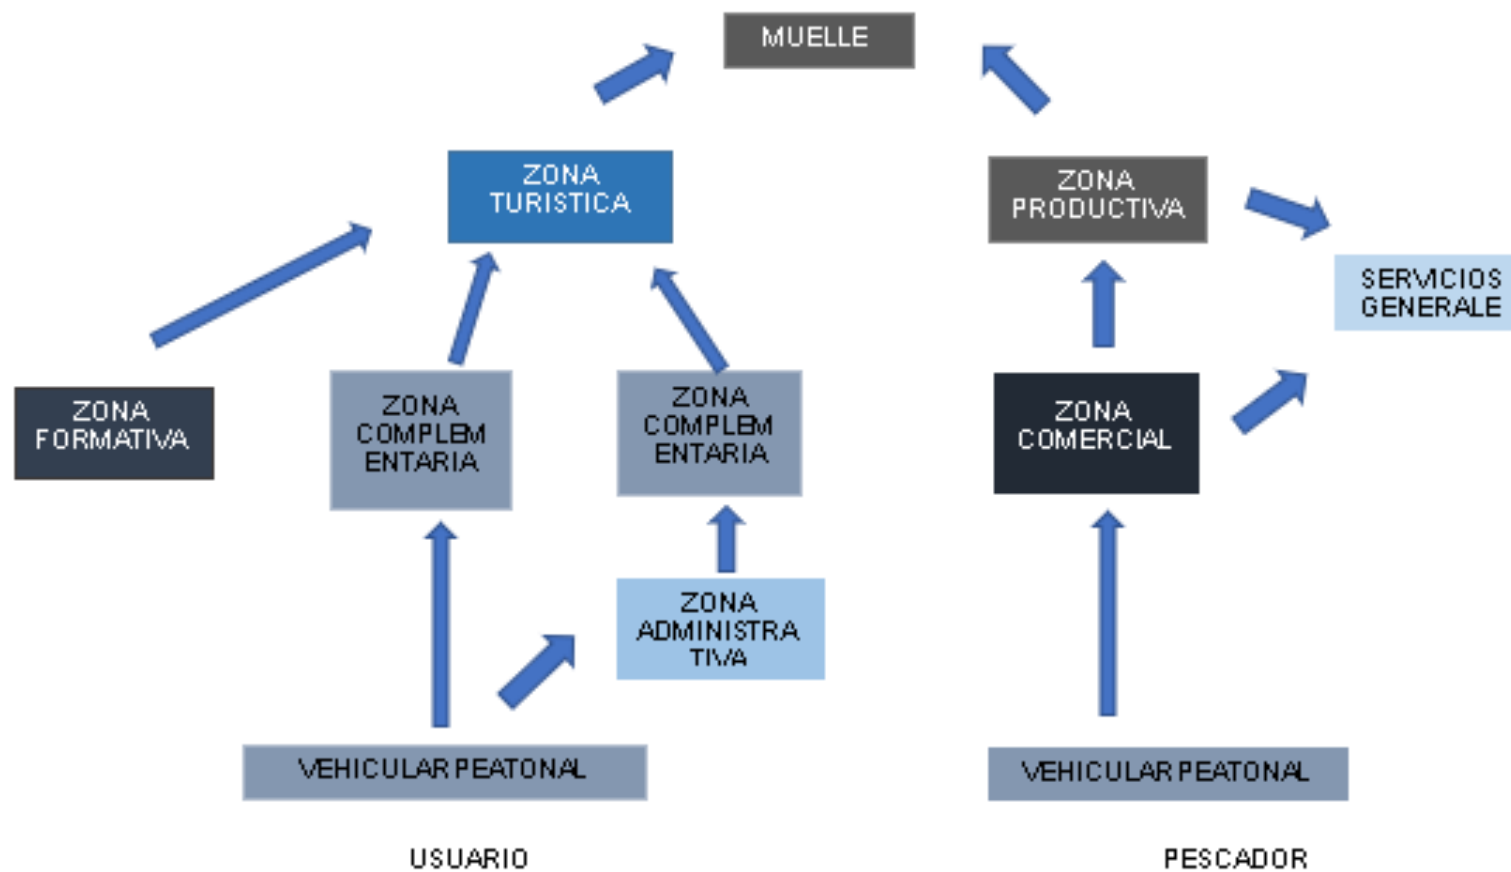 MUELLE
ZONA
TURISTICA
ZONA
PRODUCTIVA
SERVICIOS
GENERALE
ZONA
FORMATIVA
ZONA
COMPLEM
ENTARIA
ZONA
COMPLEM
ENTARIA
ZONA
COMERCIAL
ZONA
ADMINISTRA
TIVA
VEHICULAR PEATONAL
VEHICULAR PEATONAL
USUARIO
PESCADOR